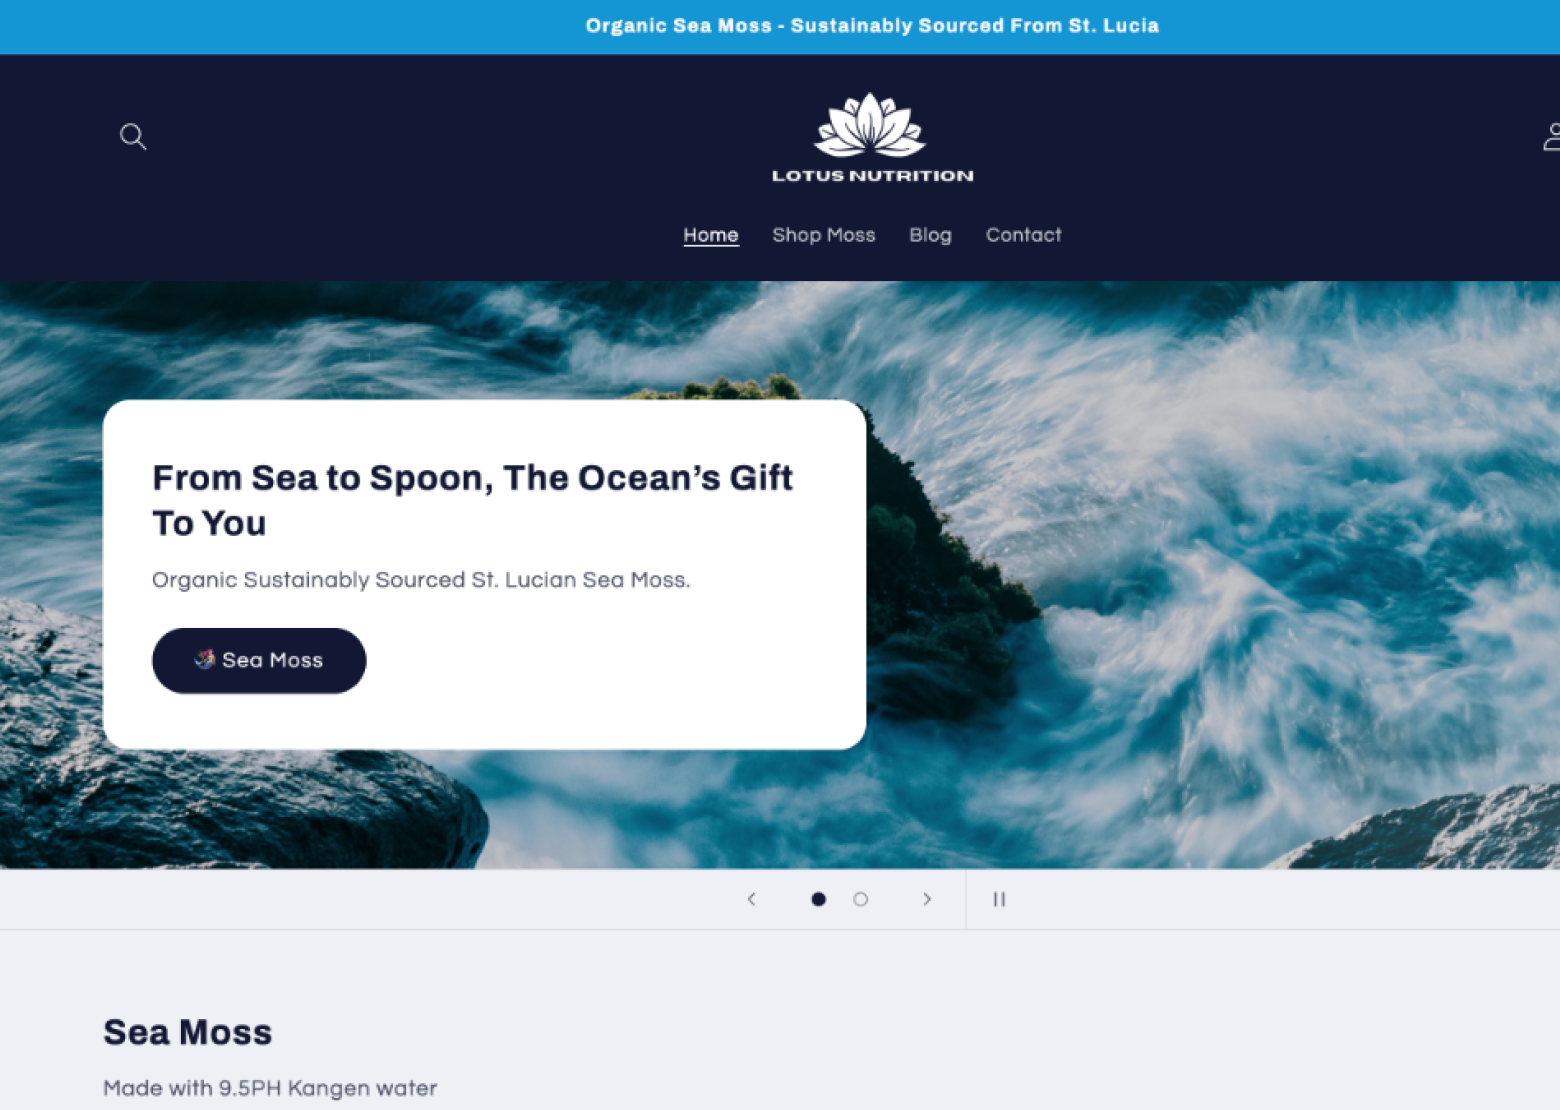 Organic Sea Moss - Sustainably Sourced From St. Lucia
LOTUS NUTRITION
Home Shop Moss Blog Contact
From Sea to Spoon, The Ocean’s Gift
To You
Organic Sustainably Sourced St. Lucian Sea Moss.
🧜‍♀️ Sea Moss
Sea Moss
Made with 9.5PH Kangen water